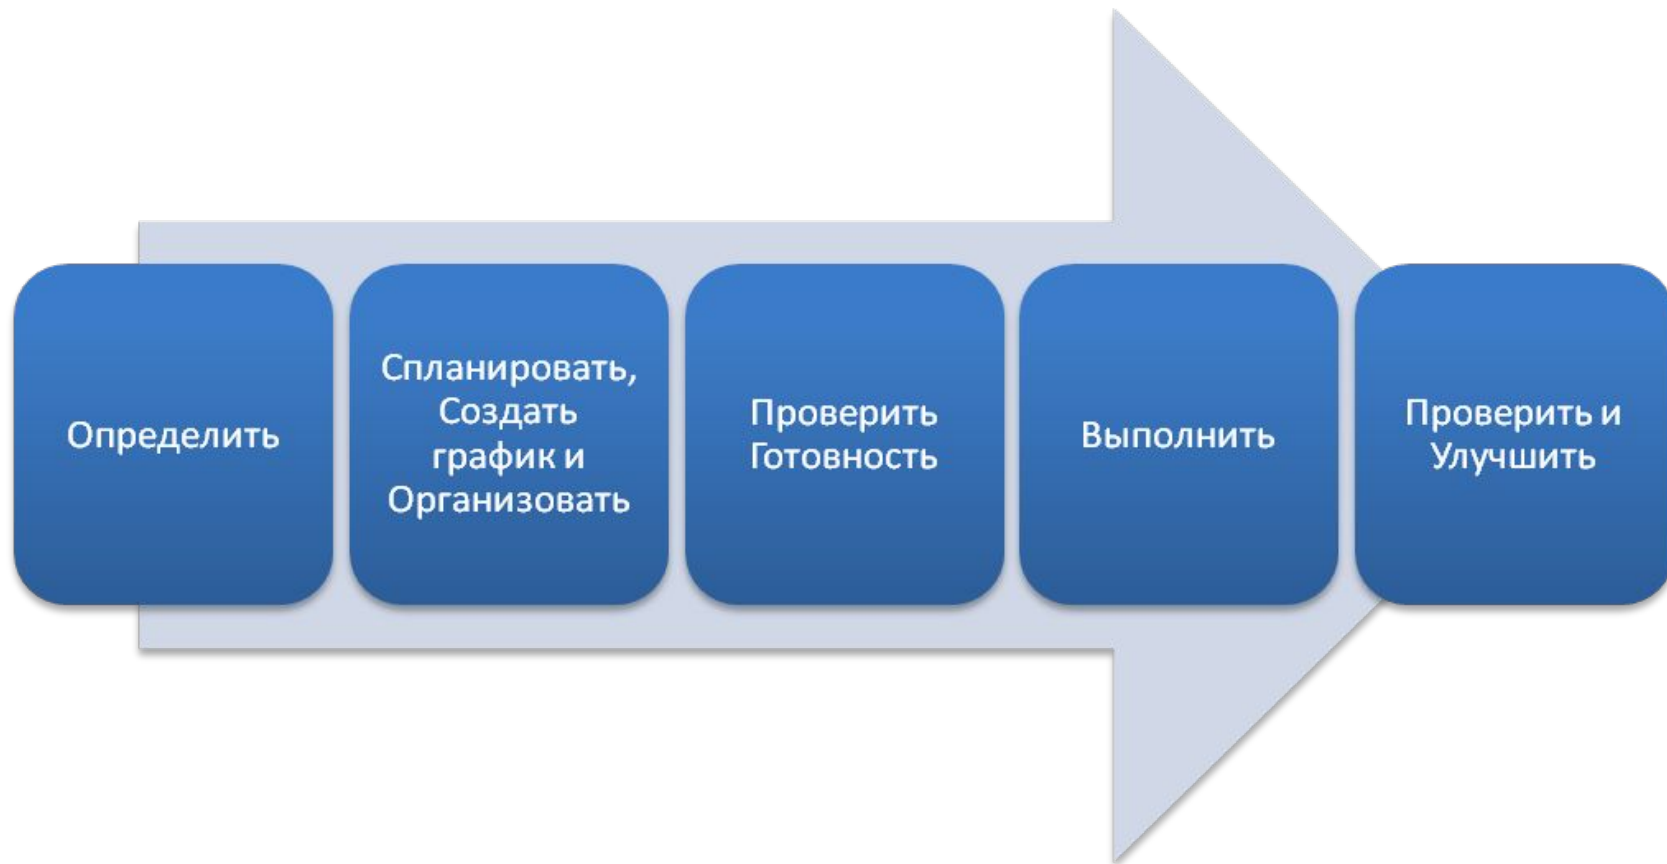 Определить
Спланировать,
Создать
график и
Организовать
Проверить
Готовность
Выполнить
Проверить и
Улучшить